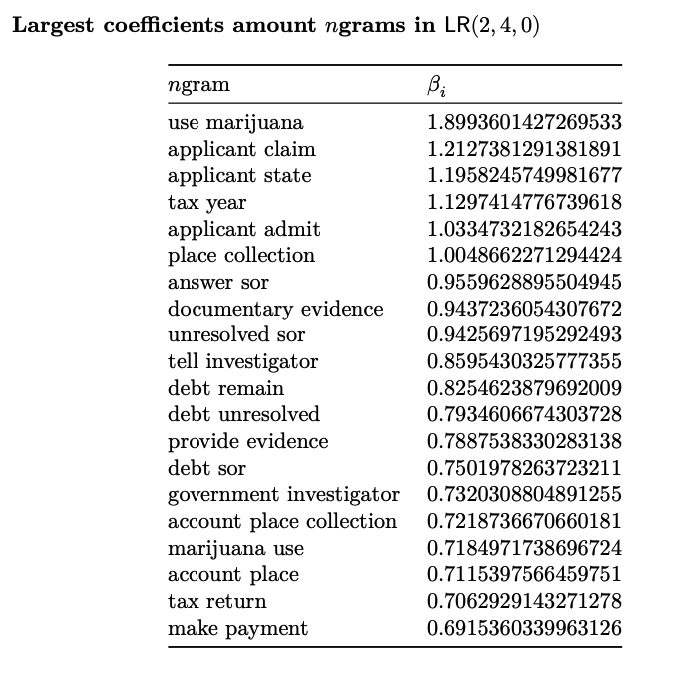 Largest coefficients amount ngrams in LR(2, 4, 0)
ngram βᵢ
use marijuana 1.8993601427269533
applicant claim 1.2127381291381891
applicant state 1.1958245749981677
tax year 1.1297414776739618
applicant admit 1.0334732182654243
place collection 1.0048662271294424
answer sor 0.9559628895504945
documentary evidence 0.9437236054307672
unresolved sor 0.9425697195292493
tell investigator 0.8595430325777355
debt remain 0.8254623879692009
debt unresolved 0.7934606674303728
provide evidence 0.7887538330283138
debt sor 0.7501978263723211
government investigator 0.7320308804891255
account place collection 0.7218736670660181
marijuana use 0.7184971738696724
account place 0.7115397566459751
tax return 0.7062929143271278
make payment 0.6915360339963126